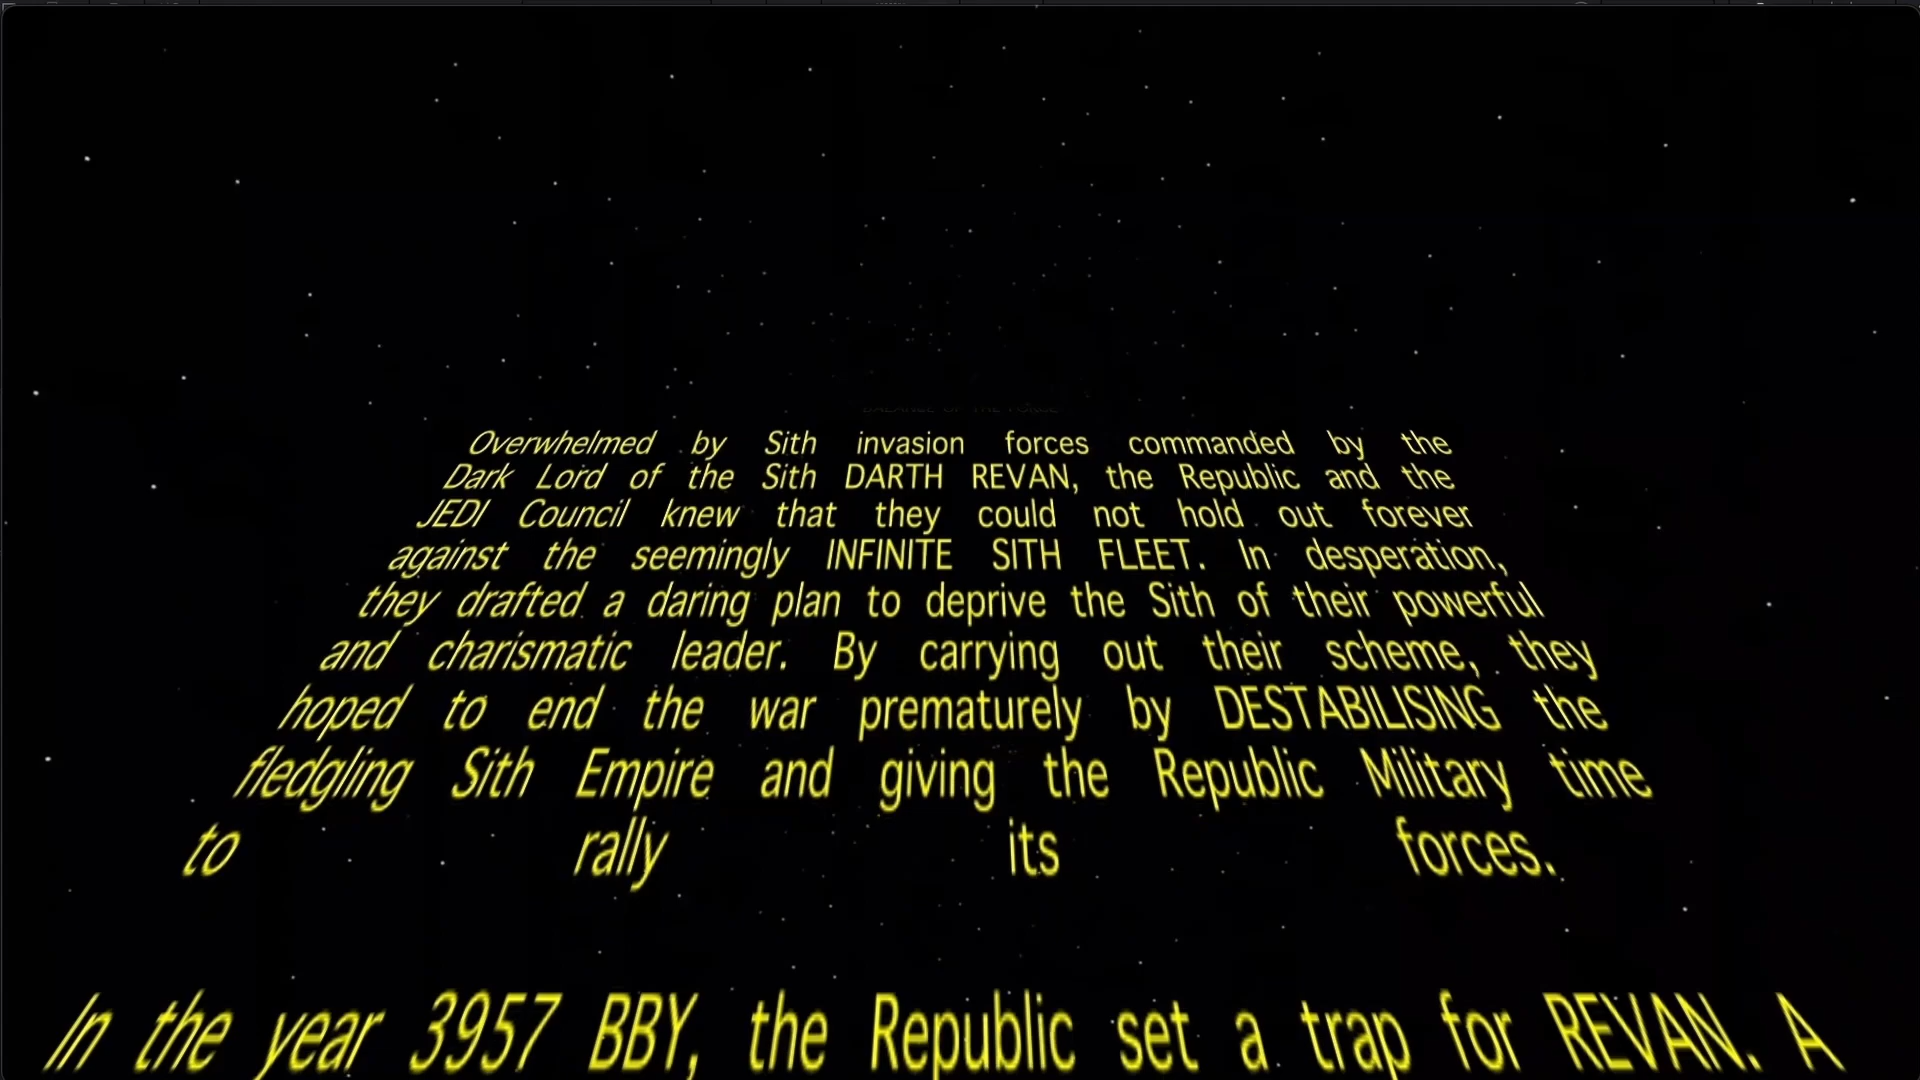 BALANCE OF THE FORCE
Overwhelmed by Sith invasion forces commanded by the
Dark Lord of the Sith DARTH REVAN, the Republic and the
JEDI Council knew that they could not hold out forever
against the seemingly INFINITE SITH FLEET. In desperation,
they drafted a daring plan to deprive the Sith of their powerful
and charismatic leader. By carrying out their scheme, they
hoped to end the war prematurely by DESTABILISING the
fledgling Sith Empire and giving the Republic Military time
to rally its forces.
In the year 3957 BBY, the Republic set a trap for REVAN. A